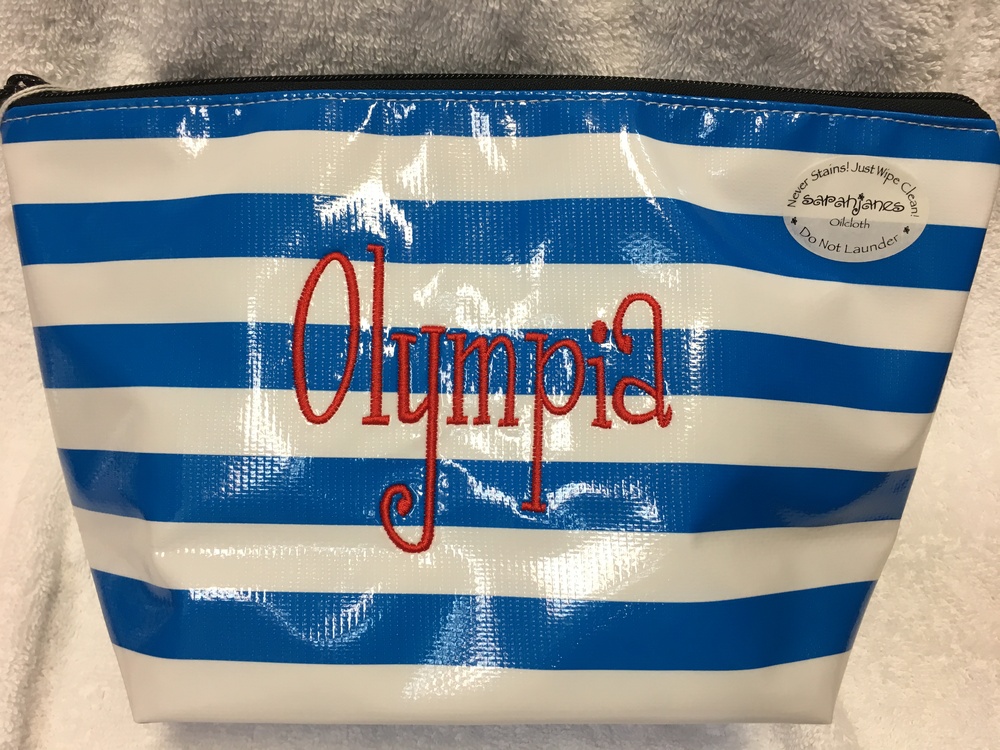 Never Stains! Just Wipe Clean!
sarahjanes
Oilcloth
Do Not Launder
Olympia